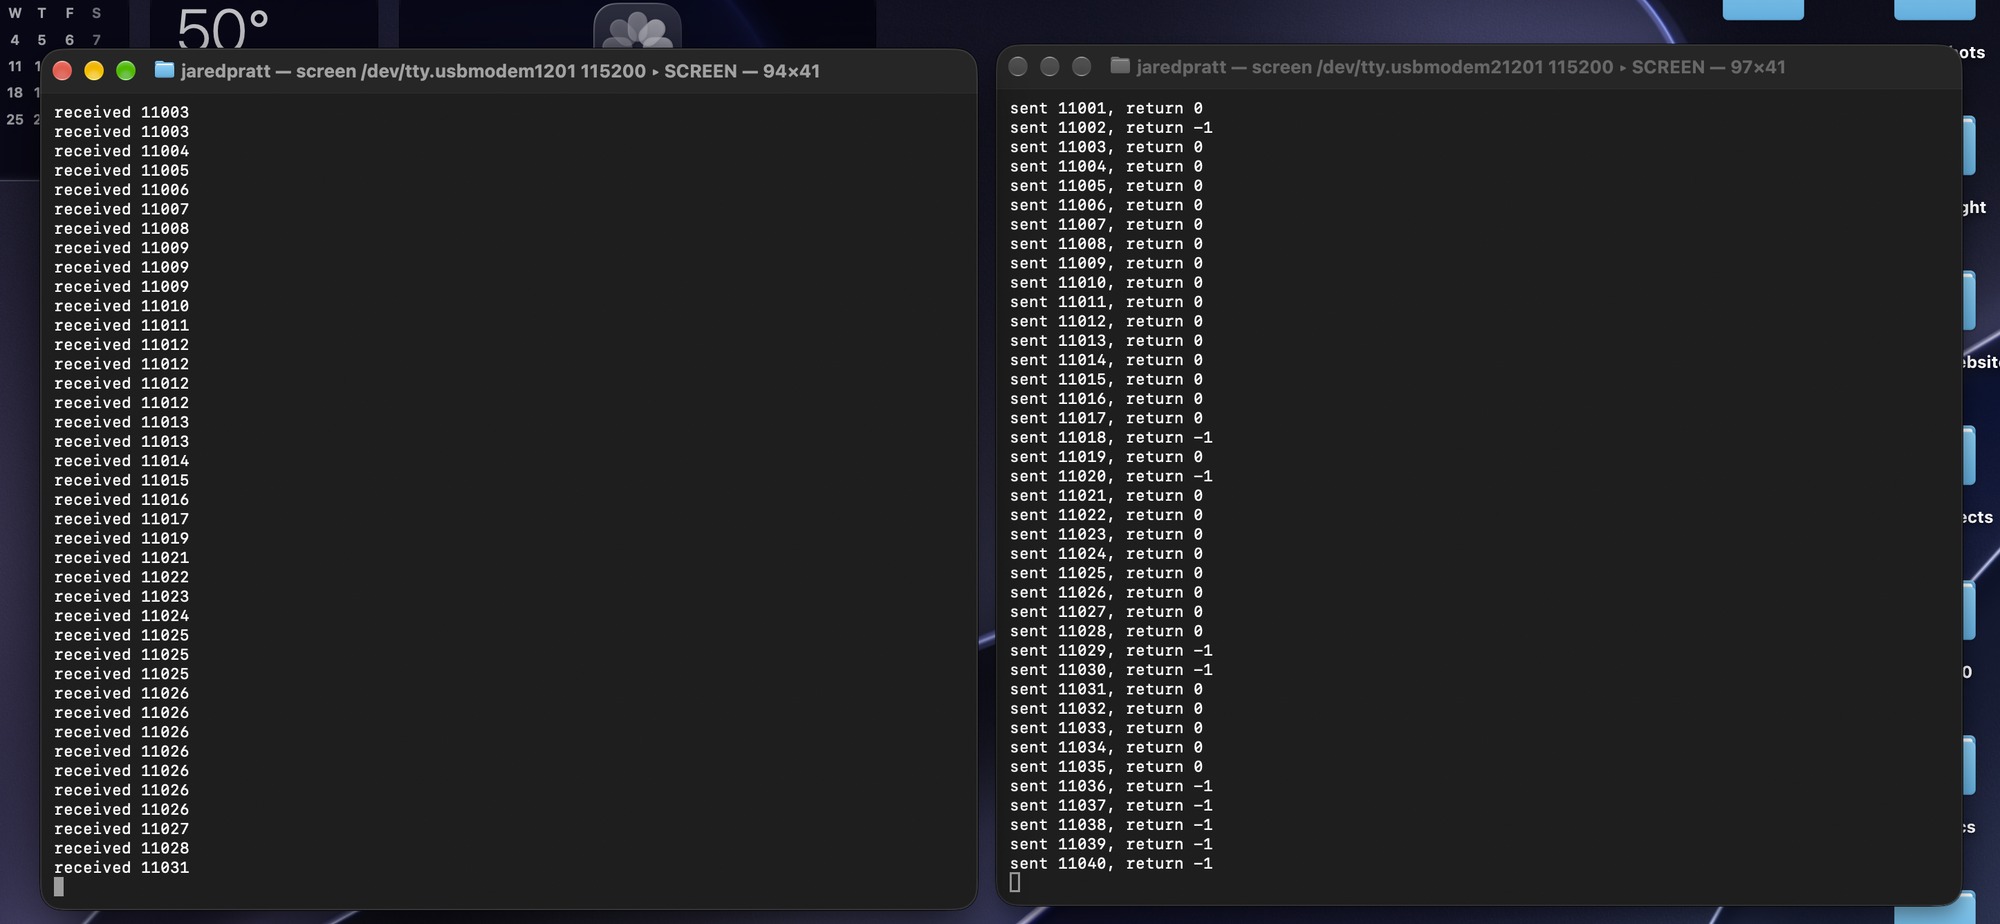 W T F S
4 5 6 7
11
18
25
50°
jaredpratt — screen /dev/tty.usbmodem1201 115200 ▸ SCREEN — 94×41
received 11003
received 11003
received 11004
received 11005
received 11006
received 11007
received 11008
received 11009
received 11009
received 11009
received 11010
received 11011
received 11012
received 11012
received 11012
received 11012
received 11013
received 11013
received 11014
received 11015
received 11016
received 11017
received 11019
received 11021
received 11022
received 11023
received 11024
received 11025
received 11025
received 11025
received 11026
received 11026
received 11026
received 11026
received 11026
received 11026
received 11026
received 11027
received 11028
received 11031
jaredpratt — screen /dev/tty.usbmodem21201 115200 ▸ SCREEN — 97×41
sent 11001, return 0
sent 11002, return -1
sent 11003, return 0
sent 11004, return 0
sent 11005, return 0
sent 11006, return 0
sent 11007, return 0
sent 11008, return 0
sent 11009, return 0
sent 11010, return 0
sent 11011, return 0
sent 11012, return 0
sent 11013, return 0
sent 11014, return 0
sent 11015, return 0
sent 11016, return 0
sent 11017, return 0
sent 11018, return -1
sent 11019, return 0
sent 11020, return -1
sent 11021, return 0
sent 11022, return 0
sent 11023, return 0
sent 11024, return 0
sent 11025, return 0
sent 11026, return 0
sent 11027, return 0
sent 11028, return 0
sent 11029, return -1
sent 11030, return -1
sent 11031, return 0
sent 11032, return 0
sent 11033, return 0
sent 11034, return 0
sent 11035, return 0
sent 11036, return -1
sent 11037, return -1
sent 11038, return -1
sent 11039, return -1
sent 11040, return -1